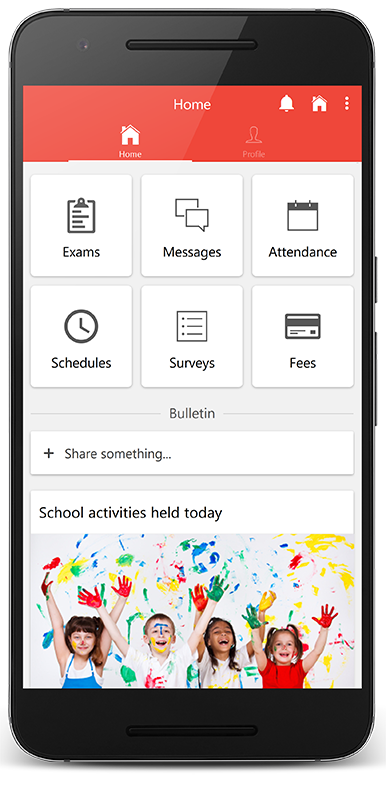 Home
Home
Profile
Exams
Messages
Attendance
Schedules
Surveys
Fees
Bulletin
+ Share something...
School activities held today